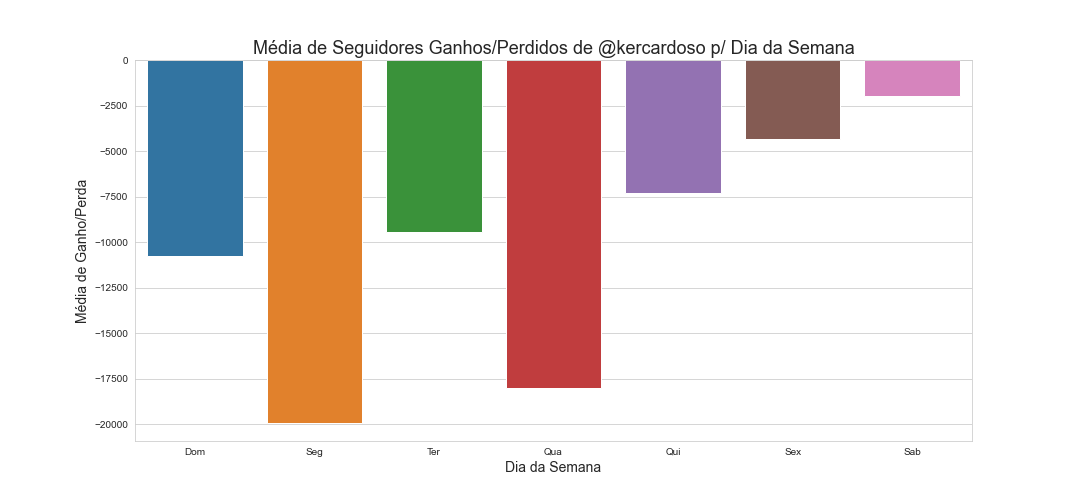 Média de Seguidores Ganhos/Perdidos de @kercardoso p/ Dia da Semana
0
−2500
−5000
−7500
−10000
−12500
−15000
−17500
−20000
Média de Ganho/Perda
Dom Seg Ter Qua Qui Sex Sab
Dia da Semana